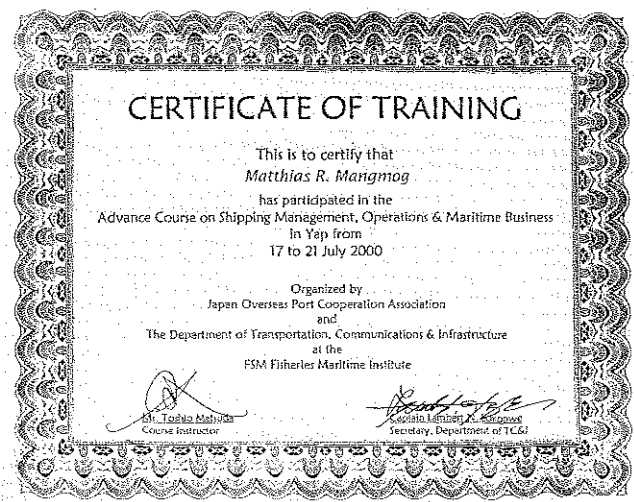 CERTIFICATE OF TRAINING
This is to certify that
Matthias R. Mangmog
has participated in the
Advance Course on Shipping Management, Operations & Maritime Business
in Yap from
17 to 21 July 2000
Organized by
Japan Overseas Port Cooperation Association
and
The Department of Transportation, Communications & Infrastructure
at the
FSM Fisheries Maritime Institute
Mr. Toshio Matsuda
Course Instructor
Captain Lambert N.
Secretary, Department of TC&I